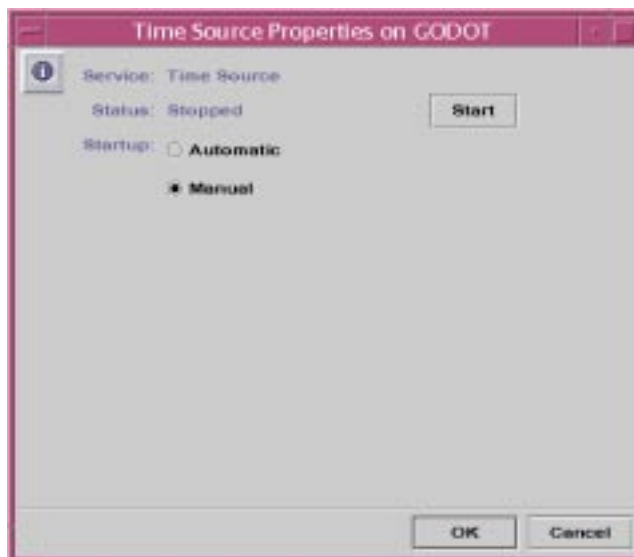 Time Source Properties on GODOT
Service: Time Source
Status: Stopped
Start
Startup: Automatic
Manual
OK
Cancel